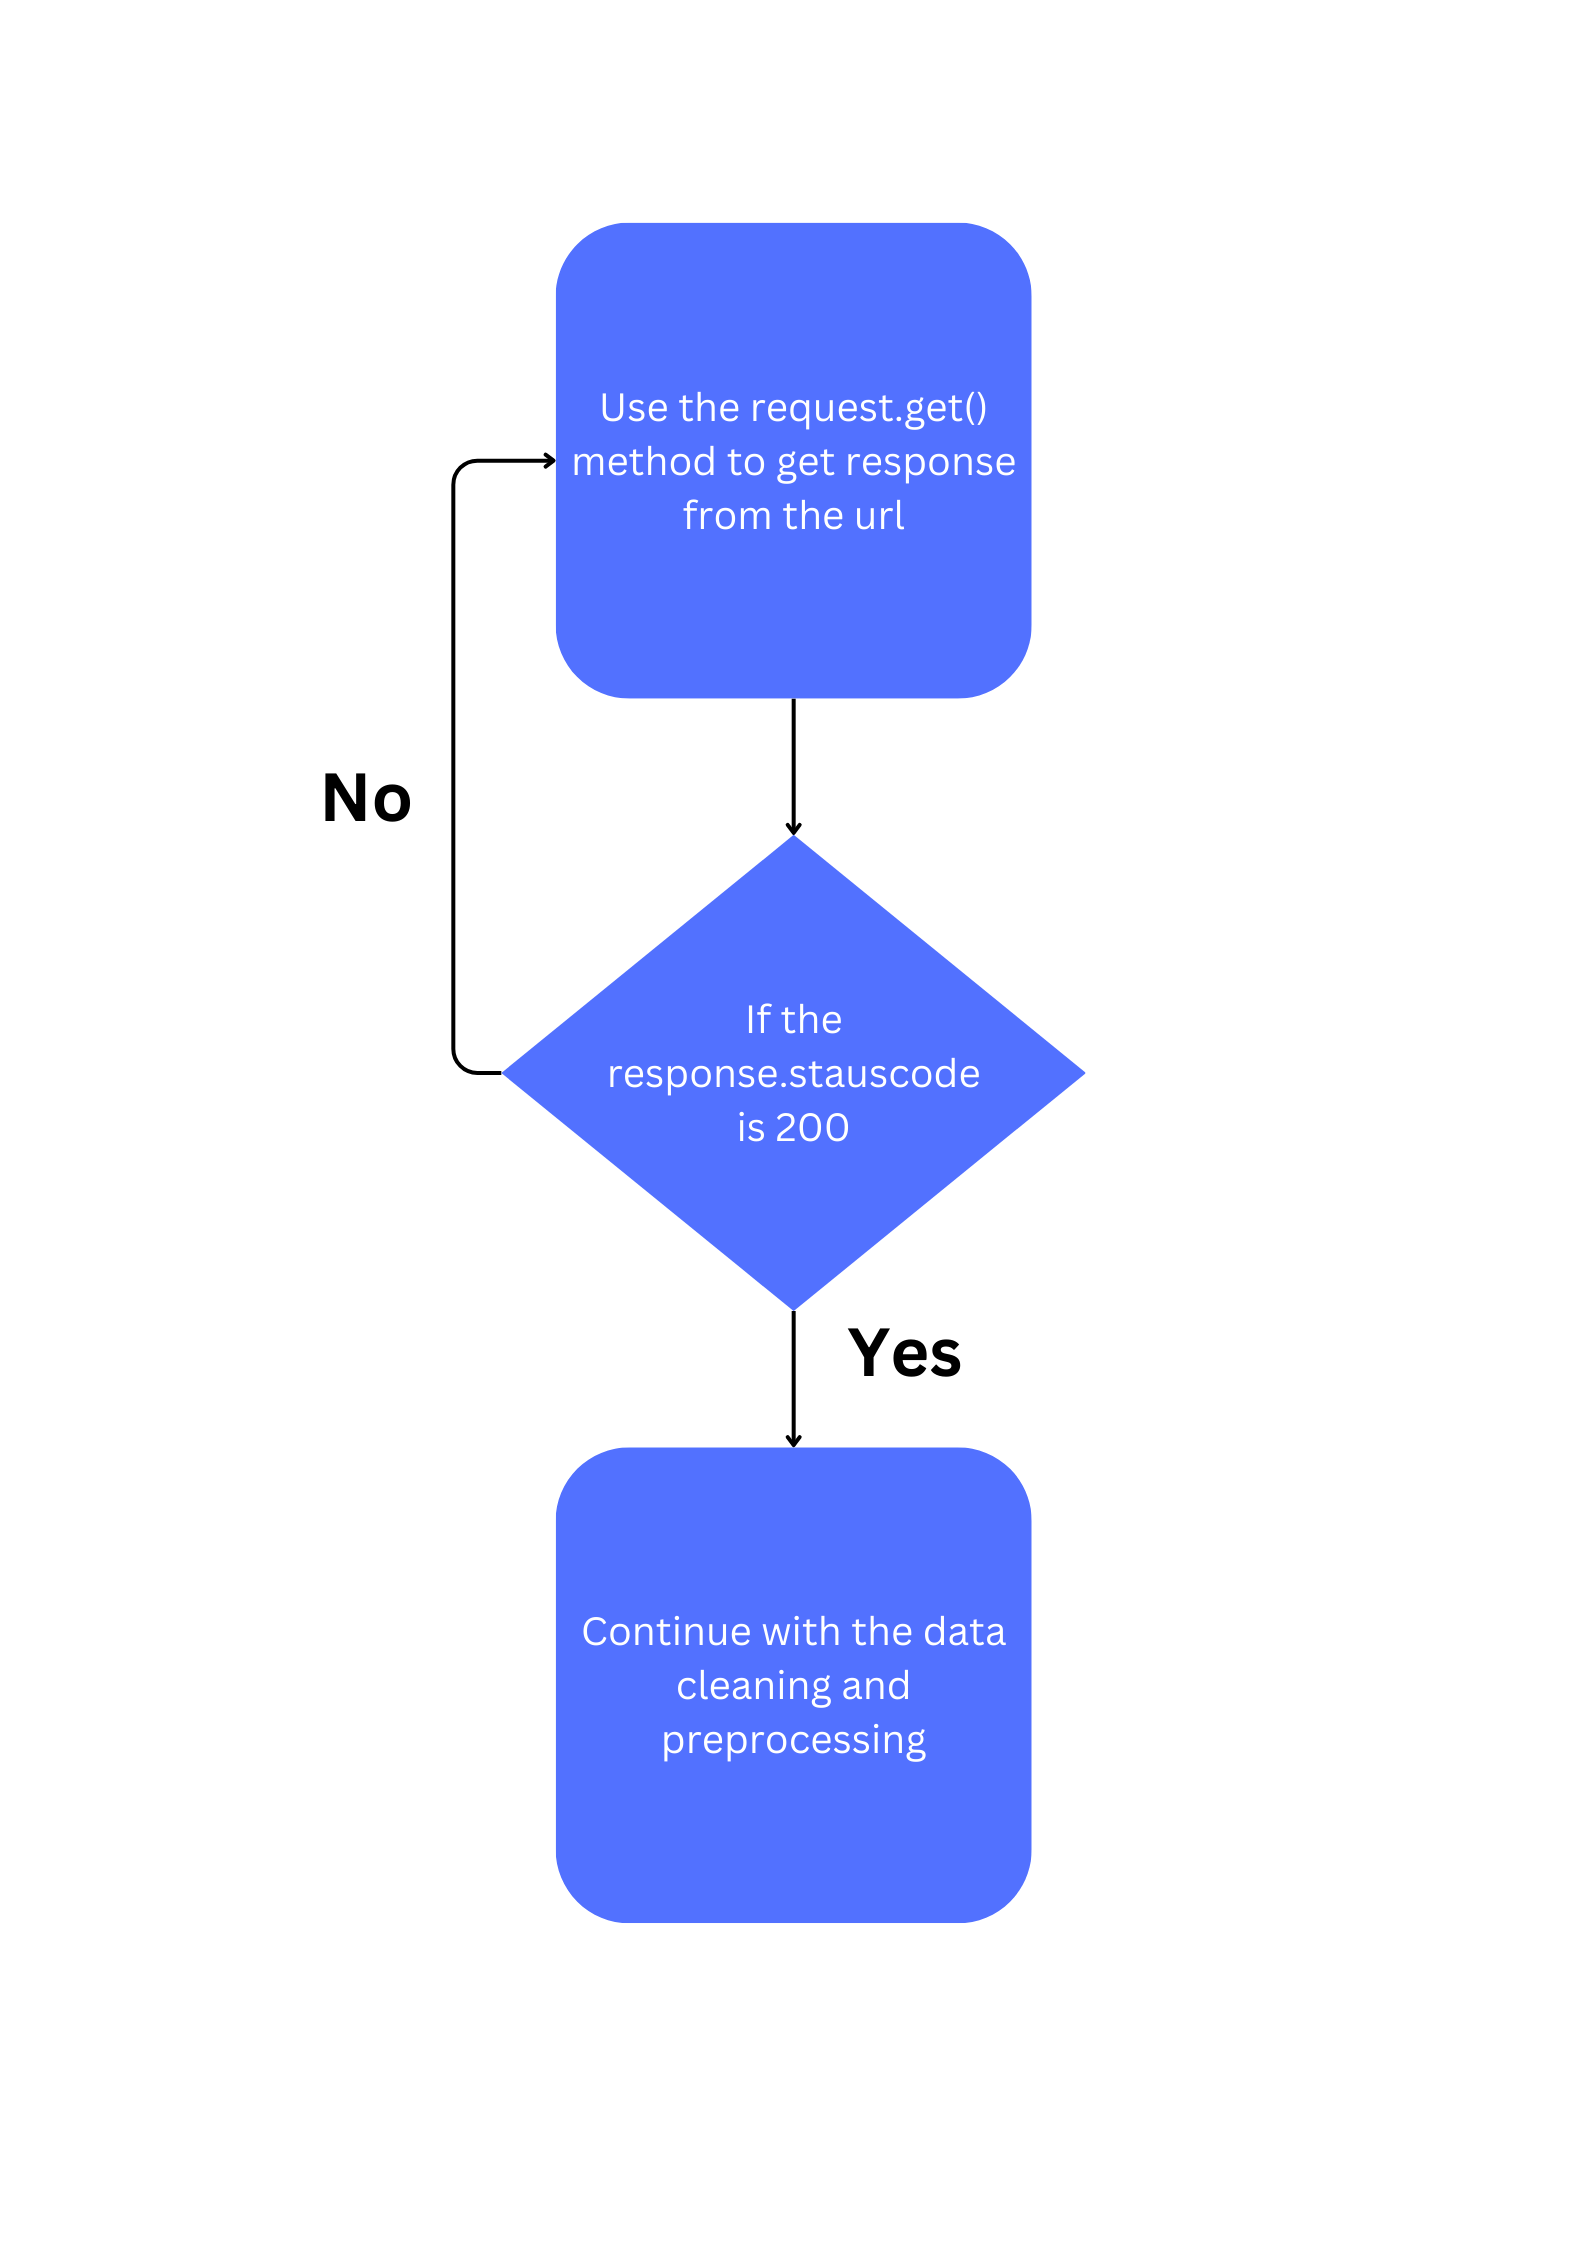 Use the request.get()
method to get response
from the url
No
If the
response.stauscode
is 200
Yes
Continue with the data
cleaning and
preprocessing